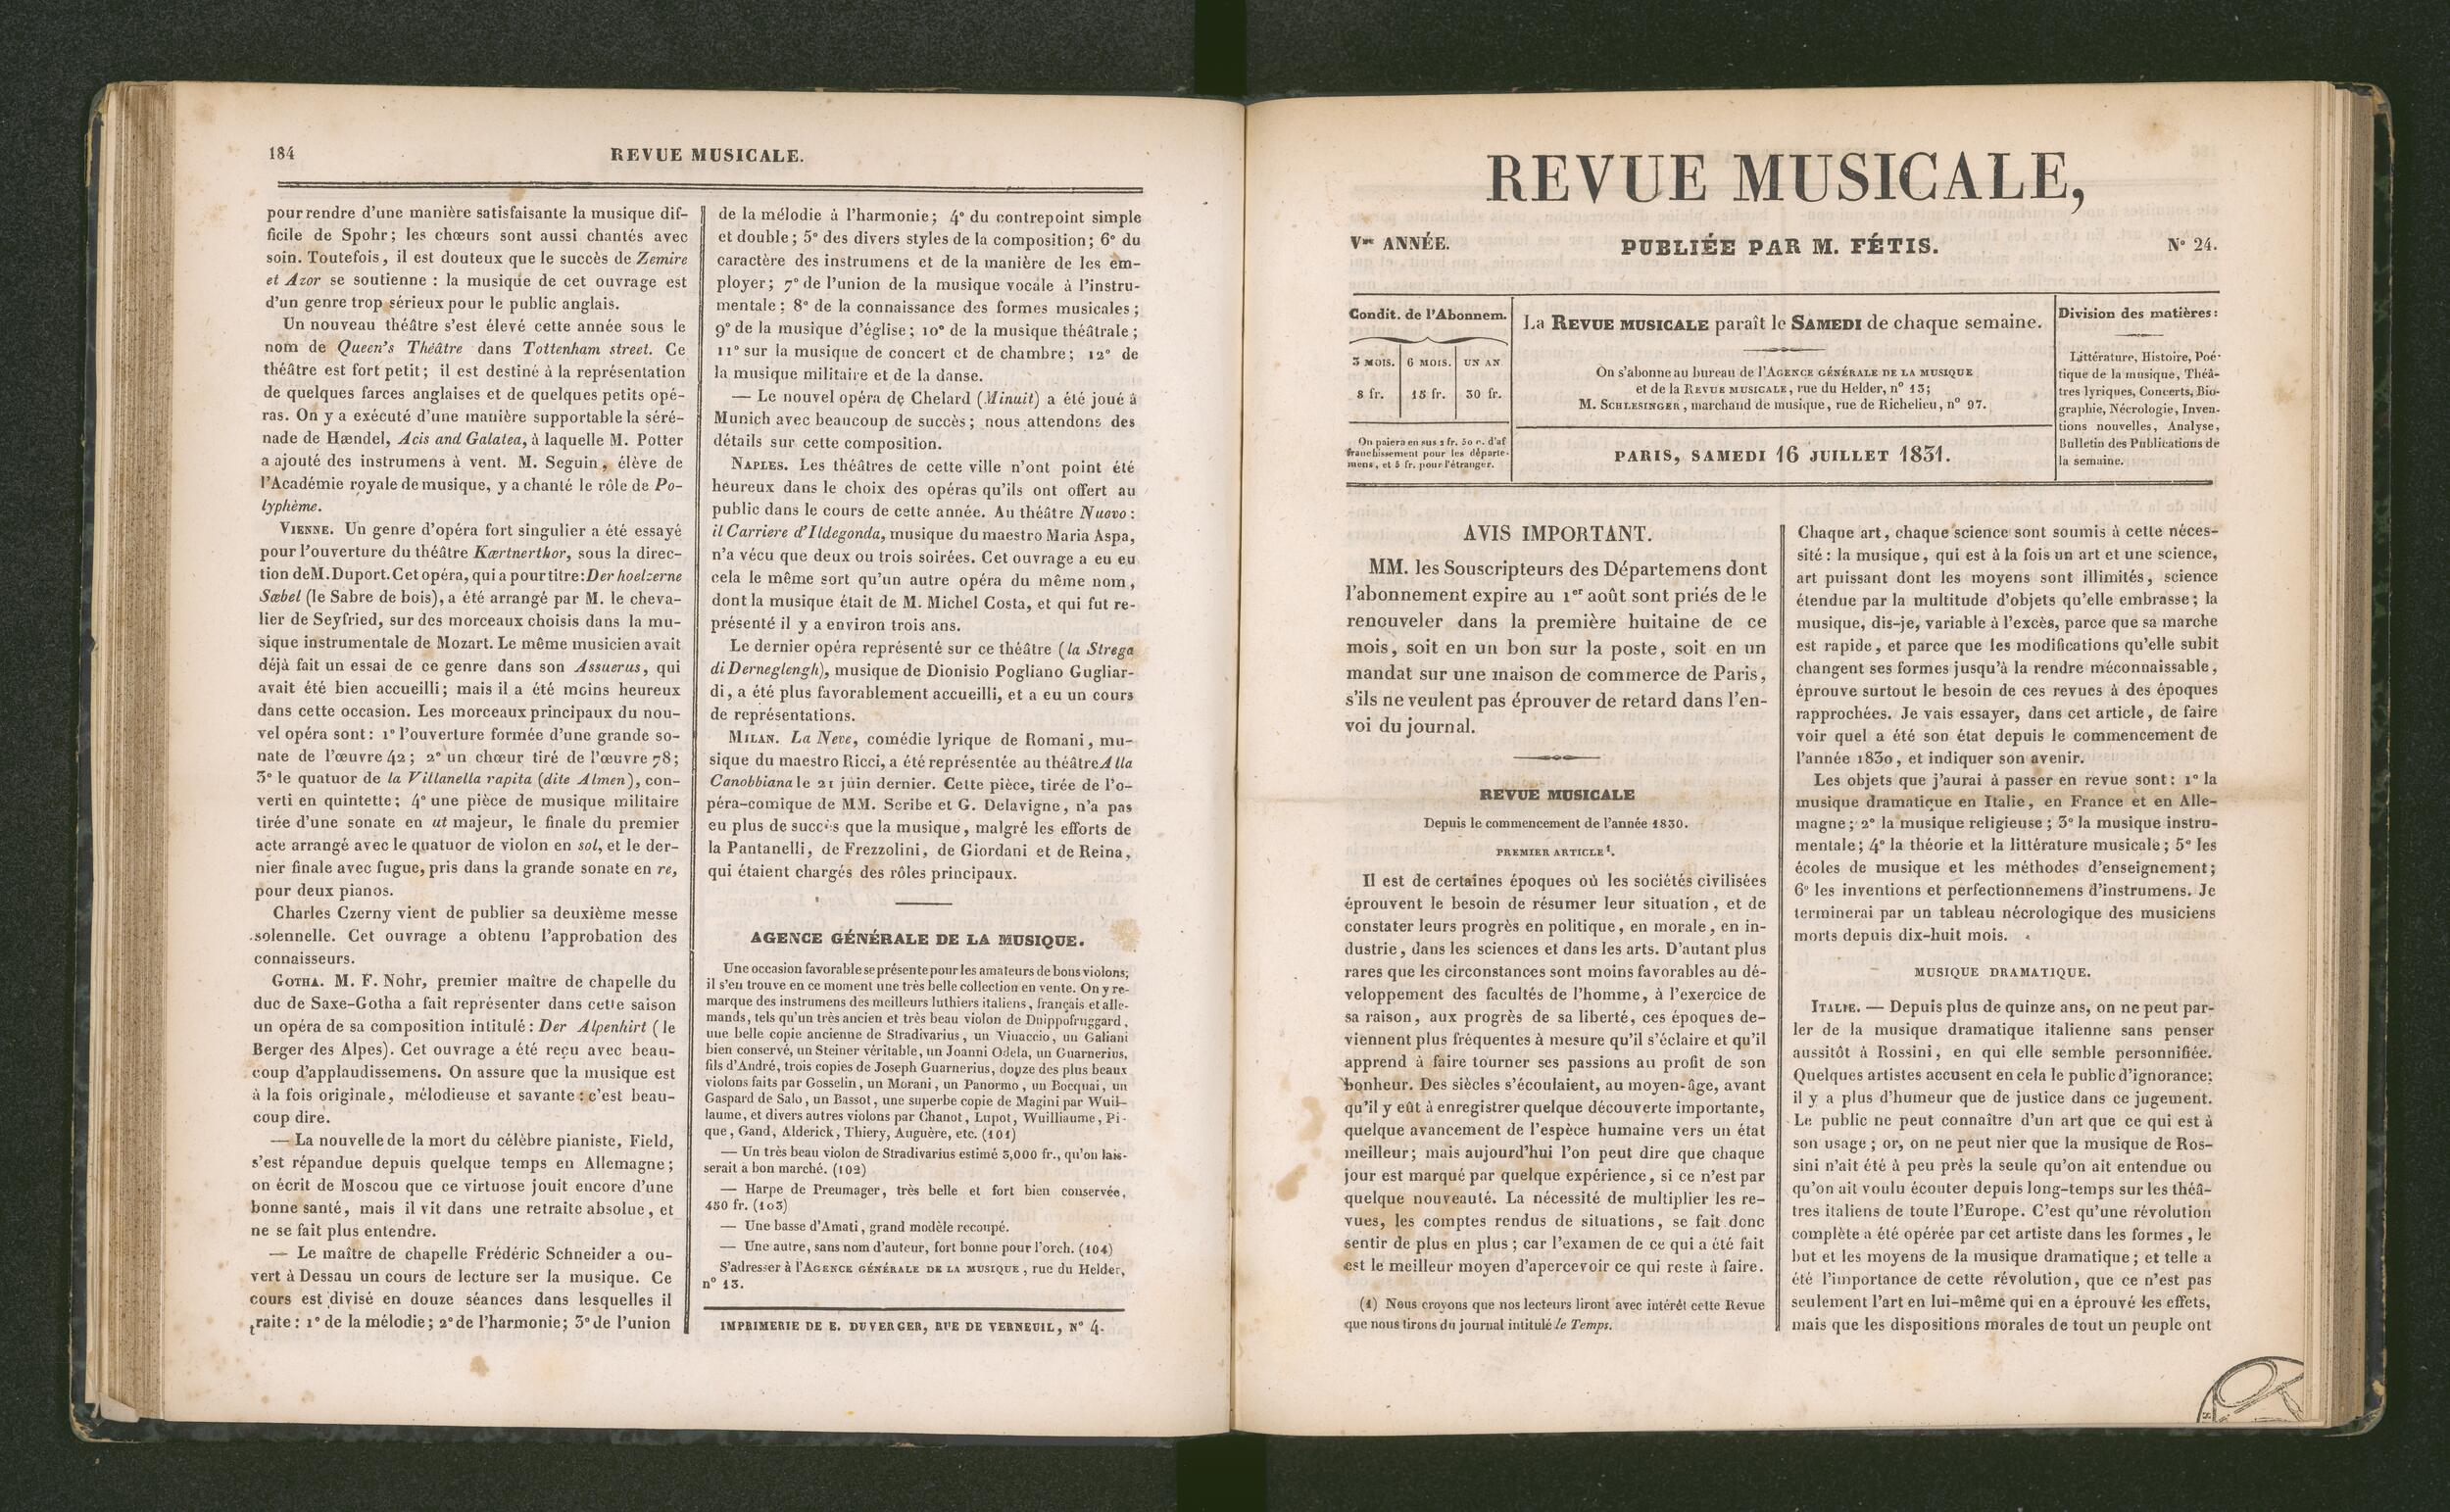 184
REVUE MUSICALE.
pour rendre d'une manière satisfaisante la musique dif-
ficile de Spohr; les chœurs sont aussi chantés avec
soin. Toutefois, il est douteux que le succès de Zemire
et Azor se soutienne : la musique de cet ouvrage est
d'un genre trop sérieux pour le public anglais.
Un nouveau théâtre s'est élevé cette année sous le
nom de Queen's Théâtre dans Tottenham street. Ce
théâtre est fort petit; il est destiné à la représentation
de quelques farces anglaises et de quelques petits opé-
ras. On y a exécuté d'une manière supportable la séré-
nade de Hændel, Acis and Galatea, à laquelle M. Potter
a ajouté des instrumens à vent. M. Seguin, élève de
l'Académie royale de musique, y a chanté le rôle de Po-
lyphème.
VIENNE. Un genre d'opéra fort singulier a été essayé
pour l'ouverture du théâtre Kærtnerthor, sous la direc-
tion de M. Duport. Cet opéra, qui a pour titre: Der hoelzerne
Sæbel (le Sabre de bois), a été arrangé par M. le cheva-
lier de Seyfried, sur des morceaux choisis dans la mu-
sique instrumentale de Mozart. Le même musicien avait
déjà fait un essai de ce genre dans son Assuerus, qui
avait été bien accueilli; mais il a été moins heureux
dans cette occasion. Les morceaux principaux du nou-
vel opéra sont: 1° l'ouverture formée d'une grande so-
nate de l'œuvre 42; 2° un chœur tiré de l'œuvre 78;
3° le quatuor de la Villanella rapita (dite Almen), con-
verti en quintette; 4° une pièce de musique militaire
tirée d'une sonate en ut majeur, le finale du premier
acte arrangé avec le quatuor de violon en sol, et le der-
nier finale avec fugue, pris dans la grande sonate en re,
pour deux pianos.
Charles Czerny vient de publier sa deuxième messe
solennelle. Cet ouvrage a obtenu l'approbation des
connaisseurs.
GOTHA. M. F. Nohr, premier maître de chapelle du
duc de Saxe-Gotha a fait représenter dans cette saison
un opéra de sa composition intitulé: Der Alpenhirt (le
Berger des Alpes). Cet ouvrage a été reçu avec beau-
coup d'applaudissemens. On assure que la musique est
à la fois originale, mélodieuse et savante : c'est beau-
coup dire.
— La nouvelle de la mort du célèbre pianiste, Field,
s'est répandue depuis quelque temps en Allemagne;
on écrit de Moscou que ce virtuose jouit encore d'une
bonne santé, mais il vit dans une retraite absolue, et
ne se fait plus entendre.
— Le maître de chapelle Frédéric Schneider a ou-
vert à Dessau un cours de lecture ser la musique. Ce
cours est divisé en douze séances dans lesquelles il
traite : 1° de la mélodie; 2° de l'harmonie; 3° de l'union
de la mélodie à l'harmonie; 4° du contrepoint simple
et double; 5° des divers styles de la composition; 6° du
caractère des instrumens et de la manière de les em-
ployer; 7° de l'union de la musique vocale à l'instru-
mentale; 8° de la connaissance des formes musicales;
9° de la musique d'église; 10° de la musique théâtrale;
11° sur la musique de concert et de chambre; 12° de
la musique militaire et de la danse.
— Le nouvel opéra de Chelard (Minuit) a été joué à
Munich avec beaucoup de succès; nous attendons des
détails sur cette composition.
NAPLES. Les théâtres de cette ville n'ont point été
heureux dans le choix des opéras qu'ils ont offert au
public dans le cours de cette année. Au théâtre Nuovo:
il Carriere d'Ildegonda, musique du maestro Maria Aspa,
n'a vécu que deux ou trois soirées. Cet ouvrage a eu eu
cela le même sort qu'un autre opéra du même nom,
dont la musique était de M. Michel Costa, et qui fut re-
présenté il y a environ trois ans.
Le dernier opéra représenté sur ce théâtre (la Strega
di Derneglengh), musique de Dionisio Pogliano Gugliar-
di, a été plus favorablement accueilli, et a eu un cours
de représentations.
MILAN. La Neve, comédie lyrique de Romani, mu-
sique du maestro Ricci, a été représentée au théâtre Alla
Canobbiana le 21 juin dernier. Cette pièce, tirée de l'o-
péra-comique de MM. Scribe et G. Delavigne, n'a pas
eu plus de succès que la musique, malgré les efforts de
la Pantanelli, de Frezzolini, de Giordani et de Reina,
qui étaient chargés des rôles principaux.
AGENCE GÉNÉRALE DE LA MUSIQUE.
Une occasion favorable se présente pour les amateurs de bons violons;
il s'en trouve en ce moment une très belle collection en vente. On y re-
marque des instrumens des meilleurs luthiers italiens, français et alle-
mands, tels qu'un très ancien et très beau violon de Duippofruggard,
une belle copie ancienne de Stradivarius, un Vinaccio, un Galiani
bien conservé, un Steiner véritable, un Joanni Odela, un Guarnerius,
fils d'André, trois copies de Joseph Guarnerius, douze des plus beaux
violons faits par Gosselin, un Morani, un Panormo, un Bocquai, un
Gaspard de Salo, un Bassot, une superbe copie de Magini par Wuil-
laume, et divers autres violons par Chanot, Lupot, Wuilliaume, Pi-
que, Gand, Alderick, Thiery, Auguère, etc. (101)
— Un très beau violon de Stradivarius estimé 3,000 fr., qu'on lais-
serait à bon marché. (102)
— Harpe de Preumager, très belle et fort bien conservée,
450 fr. (103)
— Une basse d'Amati, grand modèle recoupé.
— Une autre, sans nom d'auteur, fort bonne pour l'orch. (104)
S'adresser à l'AGENCE GÉNÉRALE DE LA MUSIQUE, rue du Helder,
n° 13.
IMPRIMERIE DE E. DUVERGER, RUE DE VERNEUIL, N° 4.
REVUE MUSICALE,
Vme ANNÉE.
PUBLIÉE PAR M. FÉTIS.
N° 24.
Condit. de l'Abonnem.
3 MOIS. 6 MOIS. UN AN
8 fr. 15 fr. 30 fr.
On paiera en sus 2 fr. 50 c. d'af
franchissement pour les départe-
mens, et 5 fr. pour l'étranger.
La REVUE MUSICALE paraît le SAMEDI de chaque semaine.
On s'abonne au bureau de l'AGENCE GÉNÉRALE DE LA MUSIQUE
et de la REVUE MUSICALE, rue du Helder, n° 13;
M. SCHLESINGER, marchand de musique, rue de Richelieu, n° 97.
PARIS, SAMEDI 16 JUILLET 1831.
Division des matières:
Littérature, Histoire, Poé-
tique de la musique, Théâ-
tres lyriques, Concerts, Bio-
graphie, Nécrologie, Inven-
tions nouvelles, Analyse,
Bulletin des Publications de
la semaine.
AVIS IMPORTANT.
MM. les Souscripteurs des Départemens dont
l'abonnement expire au 1er août sont priés de le
renouveler dans la première huitaine de ce
mois, soit en un bon sur la poste, soit en un
mandat sur une maison de commerce de Paris,
s'ils ne veulent pas éprouver de retard dans l'en-
voi du journal.
REVUE MUSICALE
Depuis le commencement de l'année 1830.
PREMIER ARTICLE¹.
Il est de certaines époques où les sociétés civilisées
éprouvent le besoin de résumer leur situation, et de
constater leurs progrès en politique, en morale, en in-
dustrie, dans les sciences et dans les arts. D'autant plus
rares que les circonstances sont moins favorables au dé-
veloppement des facultés de l'homme, à l'exercice de
sa raison, aux progrès de sa liberté, ces époques de-
viennent plus fréquentes à mesure qu'il s'éclaire et qu'il
apprend à faire tourner ses passions au profit de son
bonheur. Des siècles s'écoulaient, au moyen-âge, avant
qu'il y eût à enregistrer quelque découverte importante,
quelque avancement de l'espèce humaine vers un état
meilleur; mais aujourd'hui l'on peut dire que chaque
jour est marqué par quelque expérience, si ce n'est par
quelque nouveauté. La nécessité de multiplier les re-
vues, les comptes rendus de situations, se fait donc
sentir de plus en plus; car l'examen de ce qui a été fait
est le meilleur moyen d'apercevoir ce qui reste à faire.
(1) Nous croyons que nos lecteurs liront avec intérêt cette Revue
que nous tirons du journal intitulé le Temps.
Chaque art, chaque science sont soumis à cette néces-
sité: la musique, qui est à la fois un art et une science,
art puissant dont les moyens sont illimités, science
étendue par la multitude d'objets qu'elle embrasse; la
musique, dis-je, variable à l'excès, parce que sa marche
est rapide, et parce que les modifications qu'elle subit
changent ses formes jusqu'à la rendre méconnaissable,
éprouve surtout le besoin de ces revues à des époques
rapprochées. Je vais essayer, dans cet article, de faire
voir quel a été son état depuis le commencement de
l'année 1830, et indiquer son avenir.
Les objets que j'aurai à passer en revue sont: 1° la
musique dramatique en Italie, en France et en Alle-
magne; 2° la musique religieuse; 3° la musique instru-
mentale; 4° la théorie et la littérature musicale; 5° les
écoles de musique et les méthodes d'enseignement;
6° les inventions et perfectionnemens d'instrumens. Je
terminerai par un tableau nécrologique des musiciens
morts depuis dix-huit mois.
MUSIQUE DRAMATIQUE.
ITALIE. — Depuis plus de quinze ans, on ne peut par-
ler de la musique dramatique italienne sans penser
aussitôt à Rossini, en qui elle semble personnifiée.
Quelques artistes accusent en cela le public d'ignorance;
il y a plus d'humeur que de justice dans ce jugement.
Le public ne peut connaître d'un art que ce qui est à
son usage; or, on ne peut nier que la musique de Ros-
sini n'ait été à peu près la seule qu'on ait entendue ou
qu'on ait voulu écouter depuis long-temps sur les théâ-
tres italiens de toute l'Europe. C'est qu'une révolution
complète a été opérée par cet artiste dans les formes, le
but et les moyens de la musique dramatique; et telle a
été l'importance de cette révolution, que ce n'est pas
seulement l'art en lui-même qui en a éprouvé les effets,
mais que les dispositions morales de tout un peuple ont